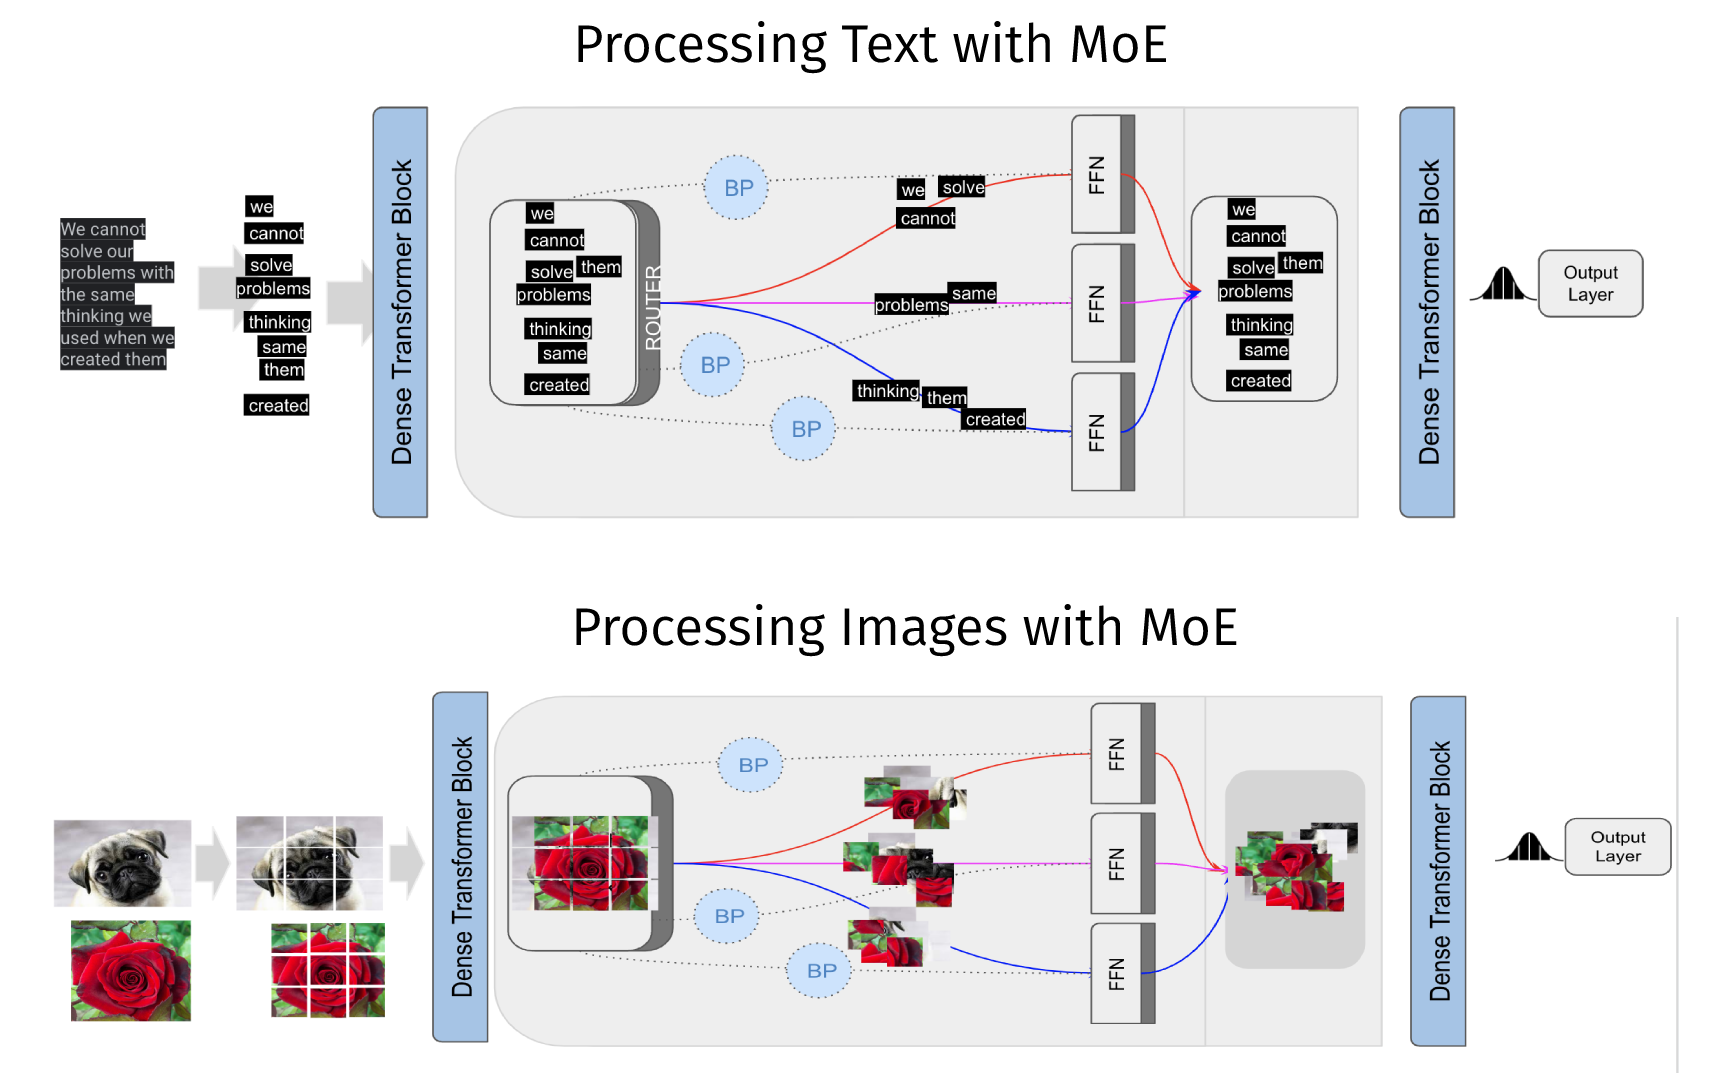 Processing Text with MoE
We cannot
solve our
problems with
the same
thinking we
used when we
created them
we
cannot
solve
problems
thinking
same
them
created
Dense Transformer Block
we
cannot
solve them
problems
thinking
same
created
ROUTER
BP
BP
BP
we solve
cannot
problems same
thinking them
created
FFN
FFN
FFN
we
cannot
solve them
problems
thinking
same
created
Dense Transformer Block
Output
Layer
Processing Images with MoE
Dense Transformer Block
BP
BP
BP
FFN
FFN
FFN
Dense Transformer Block
Output
Layer